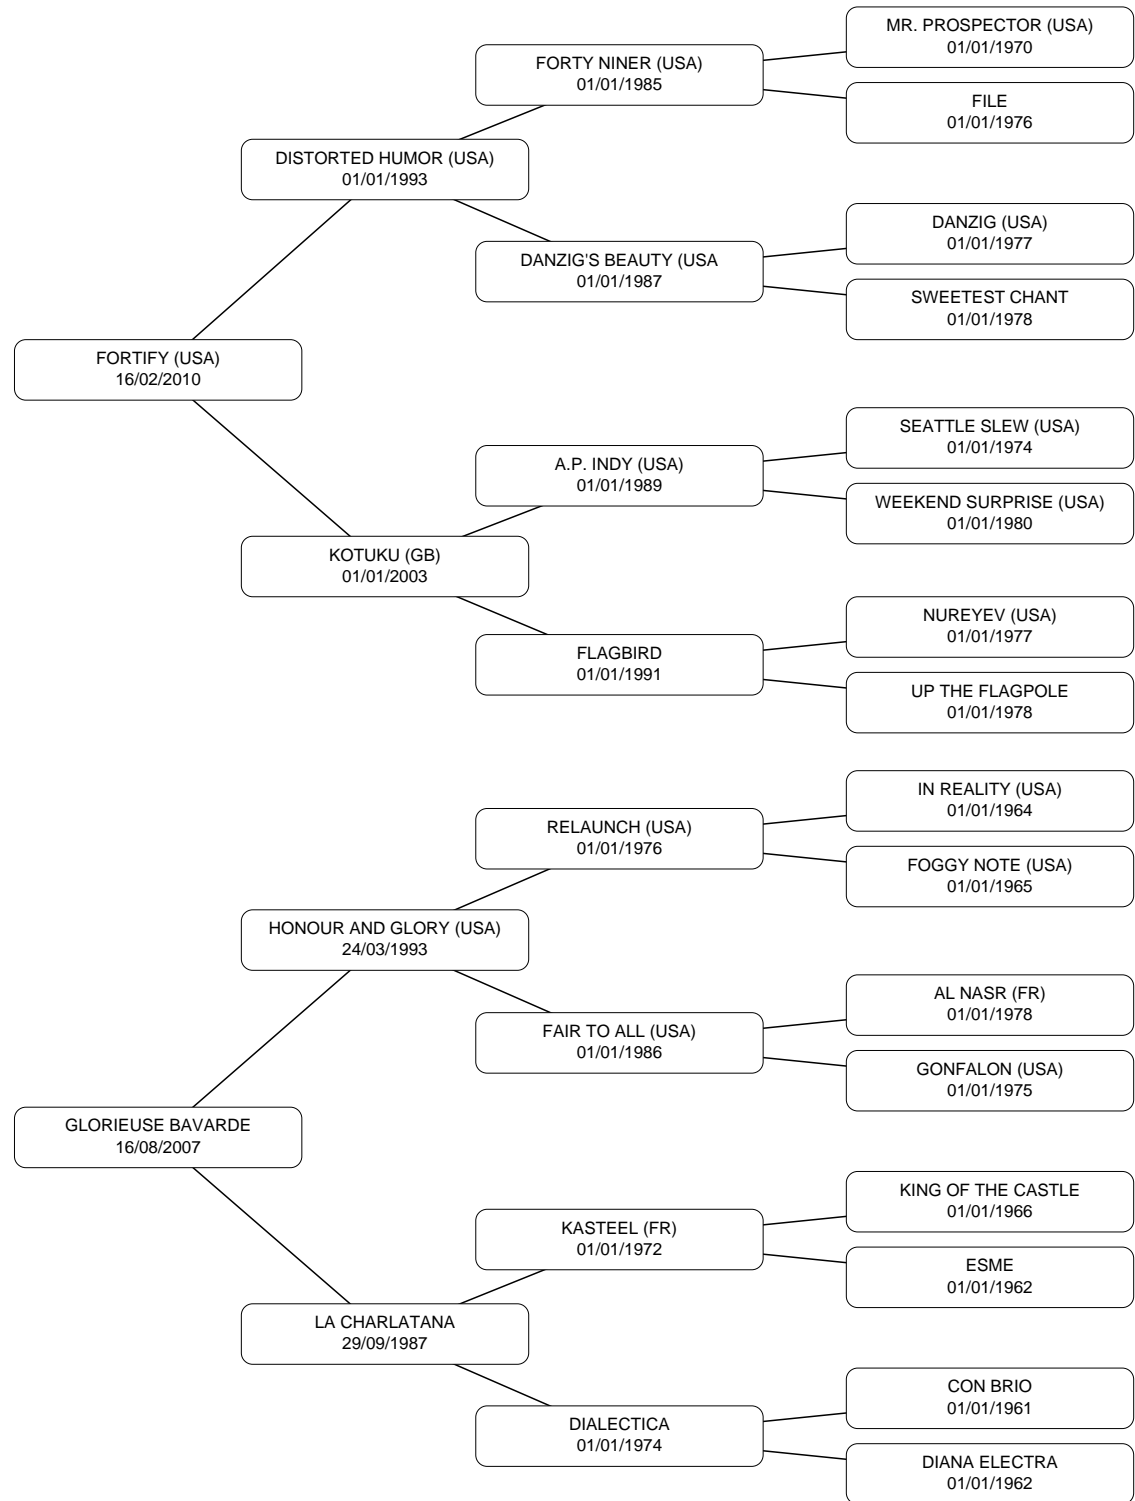 MR. PROSPECTOR (USA)
01/01/1970
FORTY NINER (USA)
01/01/1985
FILE
01/01/1976
DISTORTED HUMOR (USA)
01/01/1993
DANZIG (USA)
01/01/1977
DANZIG'S BEAUTY (USA
01/01/1987
SWEETEST CHANT
01/01/1978
FORTIFY (USA)
16/02/2010
SEATTLE SLEW (USA)
01/01/1974
A.P. INDY (USA)
01/01/1989
WEEKEND SURPRISE (USA)
01/01/1980
KOTUKU (GB)
01/01/2003
NUREYEV (USA)
01/01/1977
FLAGBIRD
01/01/1991
UP THE FLAGPOLE
01/01/1978
IN REALITY (USA)
01/01/1964
RELAUNCH (USA)
01/01/1976
FOGGY NOTE (USA)
01/01/1965
HONOUR AND GLORY (USA)
24/03/1993
AL NASR (FR)
01/01/1978
FAIR TO ALL (USA)
01/01/1986
GONFALON (USA)
01/01/1975
GLORIEUSE BAVARDE
16/08/2007
KING OF THE CASTLE
01/01/1966
KASTEEL (FR)
01/01/1972
ESME
01/01/1962
LA CHARLATANA
29/09/1987
CON BRIO
01/01/1961
DIALECTICA
01/01/1974
DIANA ELECTRA
01/01/1962